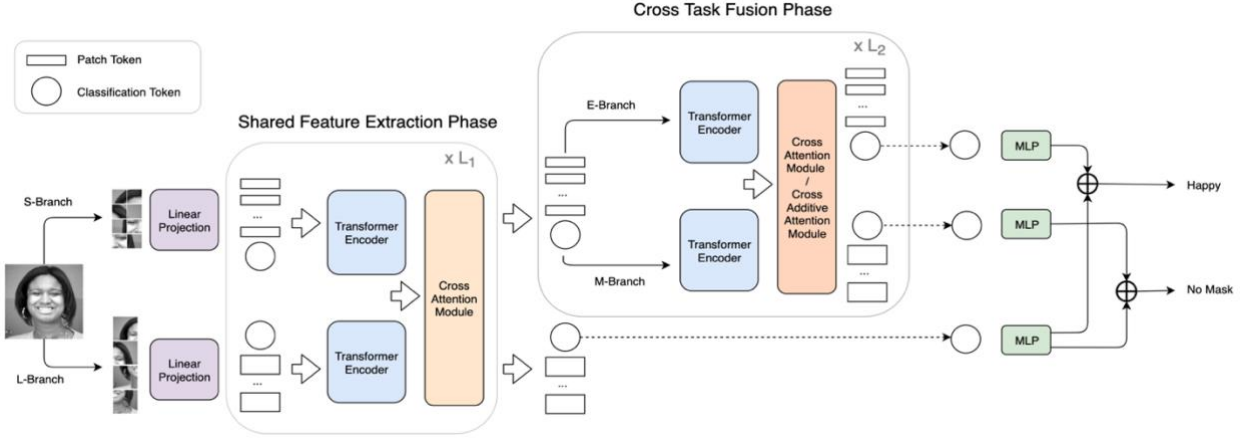 Cross Task Fusion Phase
x L2
Patch Token
Classification Token
Shared Feature Extraction Phase
x L1
E-Branch
Transformer
Encoder
Cross
Attention
Module
/
Cross
Additive
Attention
Module
...
MLP
Happy
S-Branch
Linear
Projection
...
Transformer
Encoder
...
M-Branch
Transformer
Encoder
...
MLP
No Mask
Cross
Attention
Module
L-Branch
Linear
Projection
...
Transformer
Encoder
...
MLP